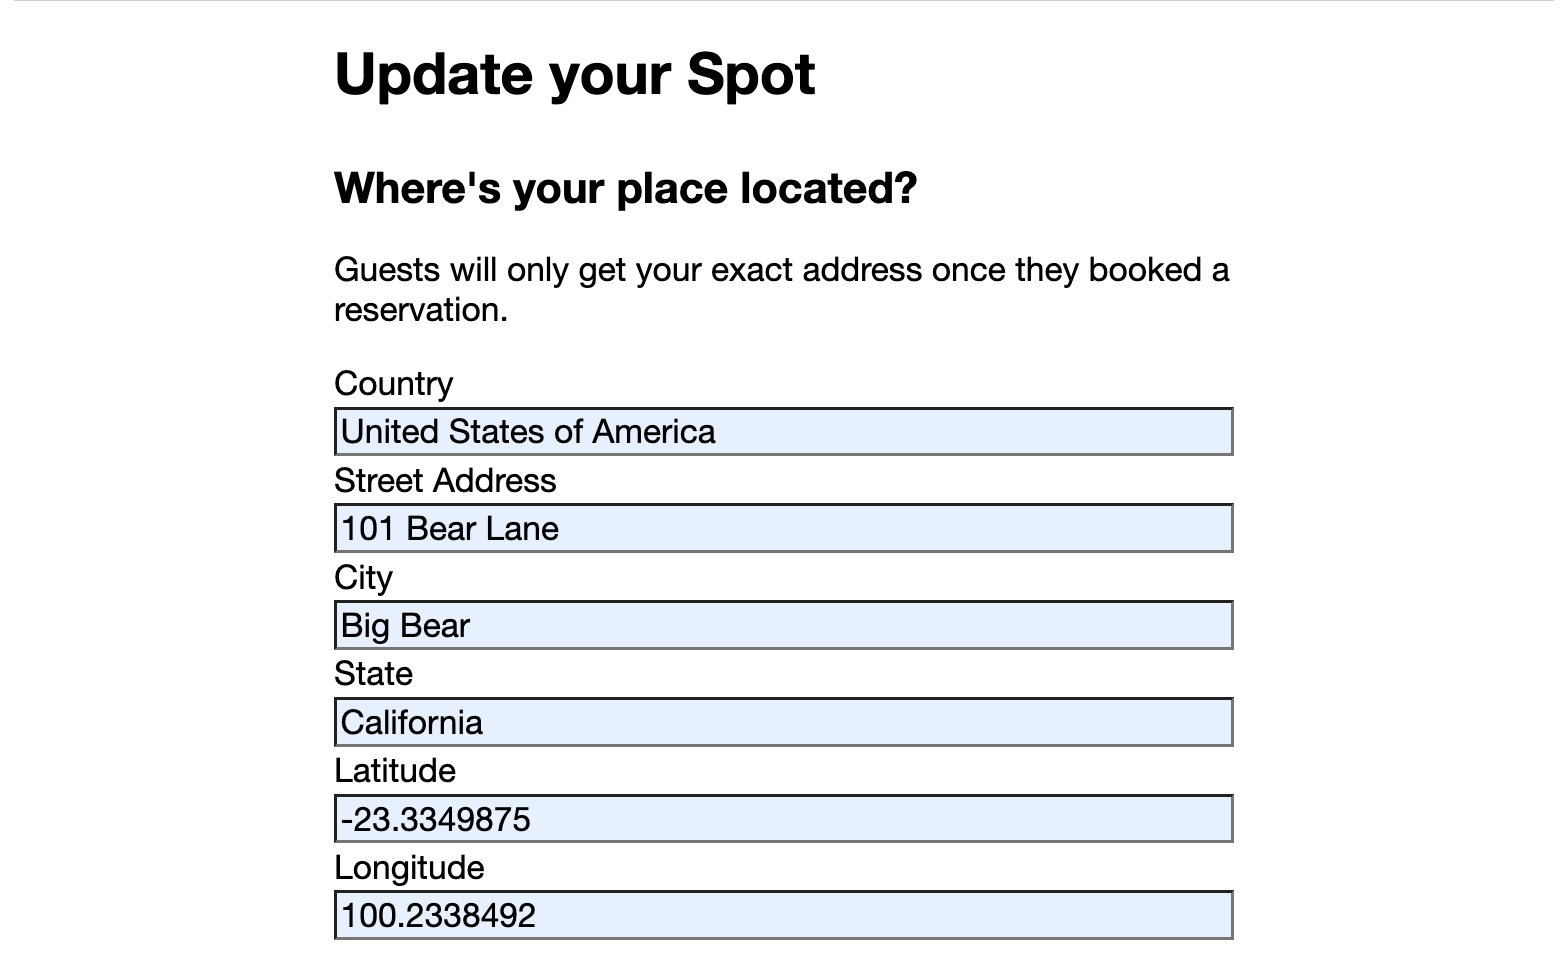 Update your Spot
Where's your place located?
Guests will only get your exact address once they booked a
reservation.
Country
United States of America
Street Address
101 Bear Lane
City
Big Bear
State
California
Latitude
-23.3349875
Longitude
100.2338492